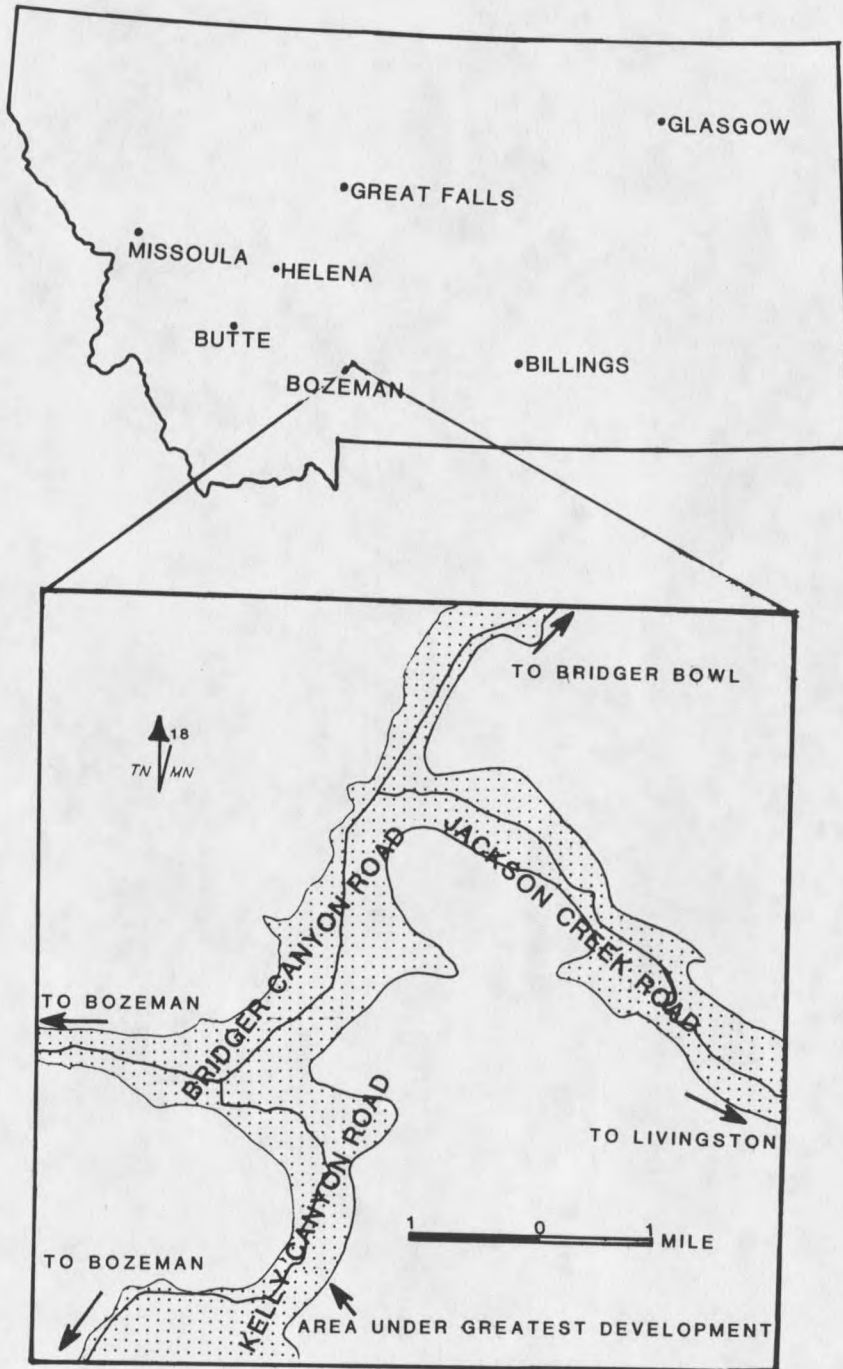 GLASGOW
GREAT FALLS
MISSOULA
HELENA
BUTTE
BOZEMAN
BILLINGS
TO BRIDGER BOWL
18
TN MN
BRIDGER CANYON ROAD
JACKSON CREEK ROAD
TO BOZEMAN
KELLY CANYON ROAD
TO LIVINGSTON
1 0 1
MILE
TO BOZEMAN
AREA UNDER GREATEST DEVELOPMENT